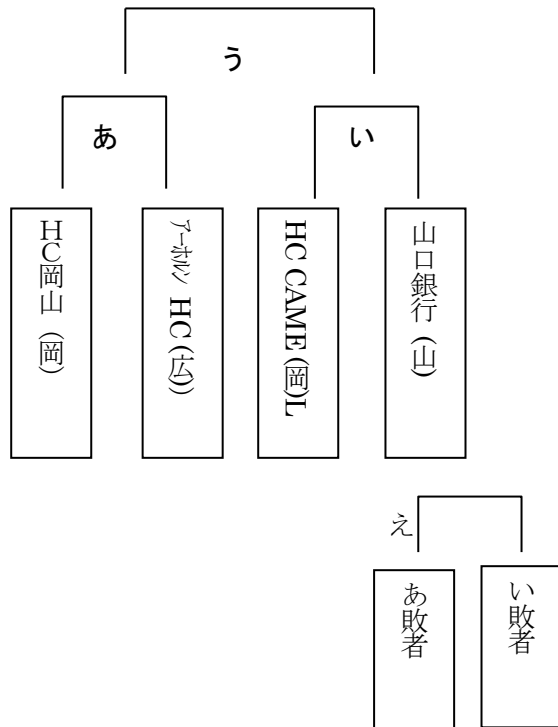 う
あ
い
HC岡山 (岡)
アーホルン HC (広))
HC CAME (岡)L
山口銀行 (山)
え
あ敗者
い敗者